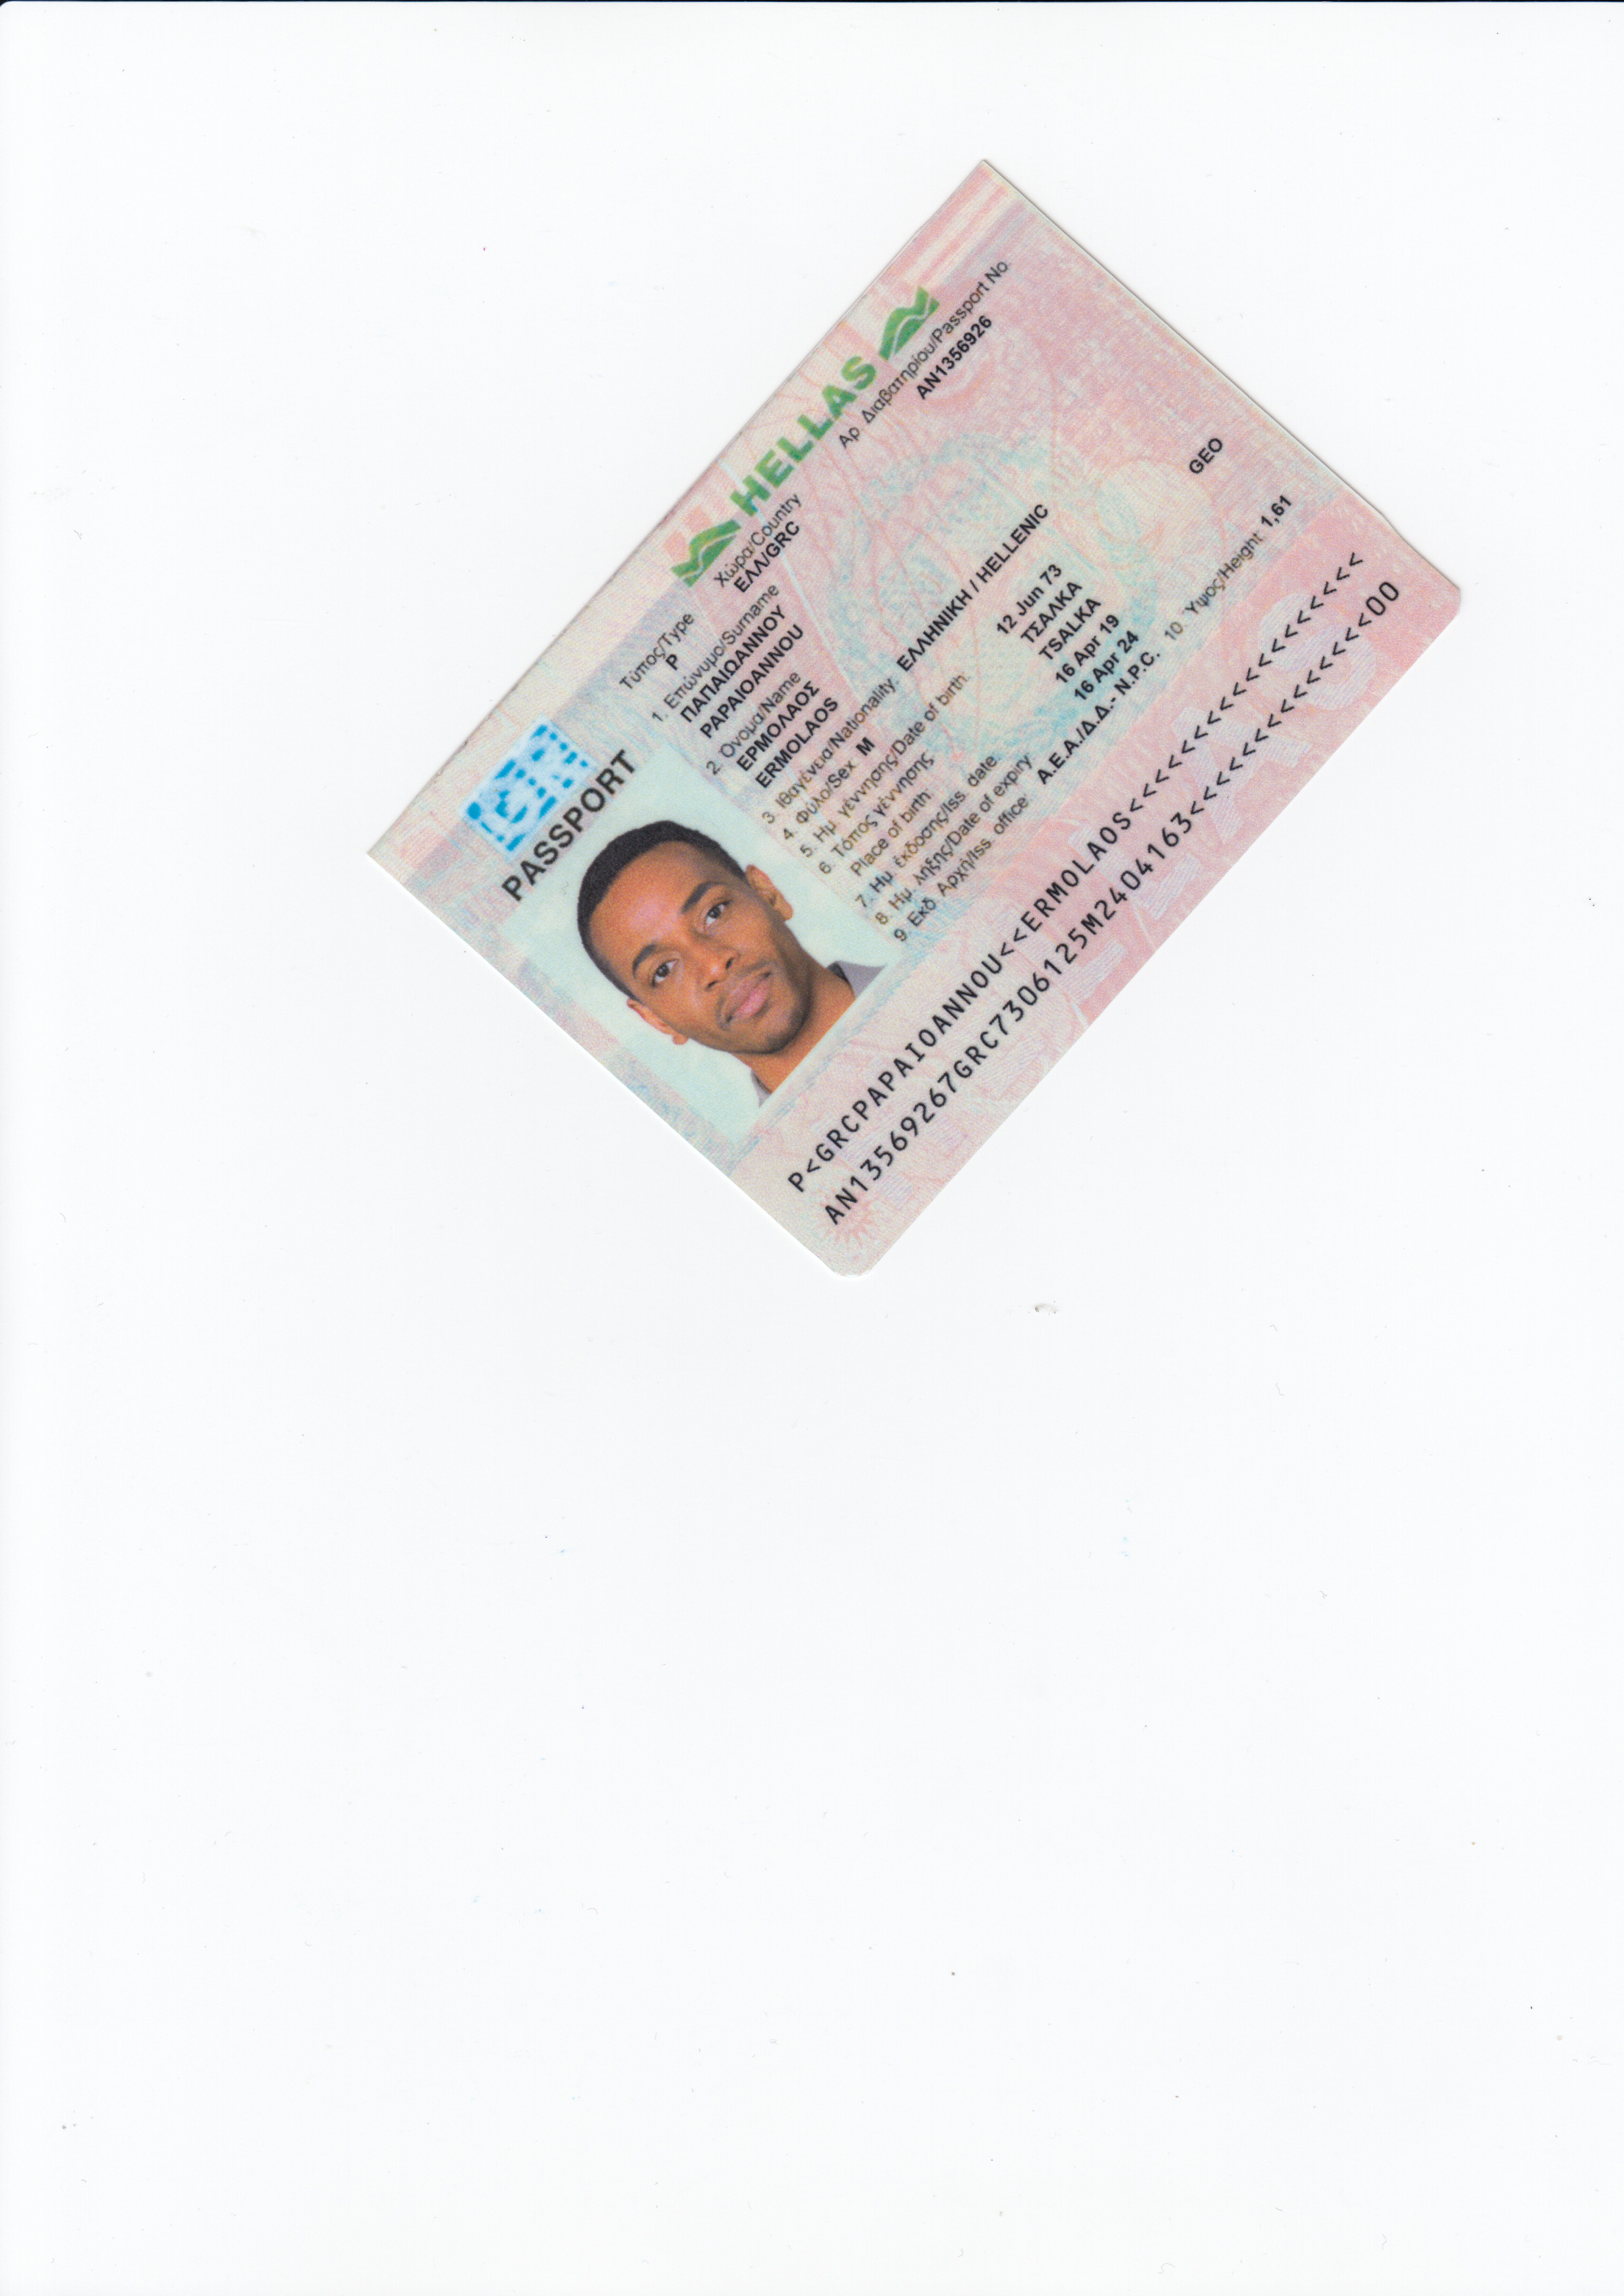 HELLAS
PASSPORT
Τύπος/Type
P
Χώρα/Country
ΕΛΛ/GRC
Αρ. Διαβατηρίου/Passport No.
AN1356926
1. Επώνυμο/Surname
ΠΑΠΑΙΩΑΝΝΟΥ
PAPAIOANNOU
2. Όνομα/Name
ΕΡΜΟΛΑΟΣ
ERMOLAOS
3. Ιθαγένεια/Nationality. ΕΛΛΗΝΙΚΗ / HELLENIC
4. Φύλο/Sex M
5. Ημ. γέννησης/Date of birth. 12 Jun 73
6. Τόπος γέννησης ΤΣΑΛΚΑ
Place of birth. TSALKA GEO
7. Ημ. έκδοσης/Iss. date. 16 Apr 19
8. Ημ. λήξης/Date of expiry 16 Apr 24
9. Εκδ. Αρχή/Iss. office Α.Ε.Α./Δ.Δ.- N.P.C. 10. Ύψος/Height 1,61
P<GRCPAPAIOANNOU<<ERMOLAOS<<<<<<<<<<<<<<<<<<
AN13569267GRC7306125M2404163<<<<<<<<<<<<<<00